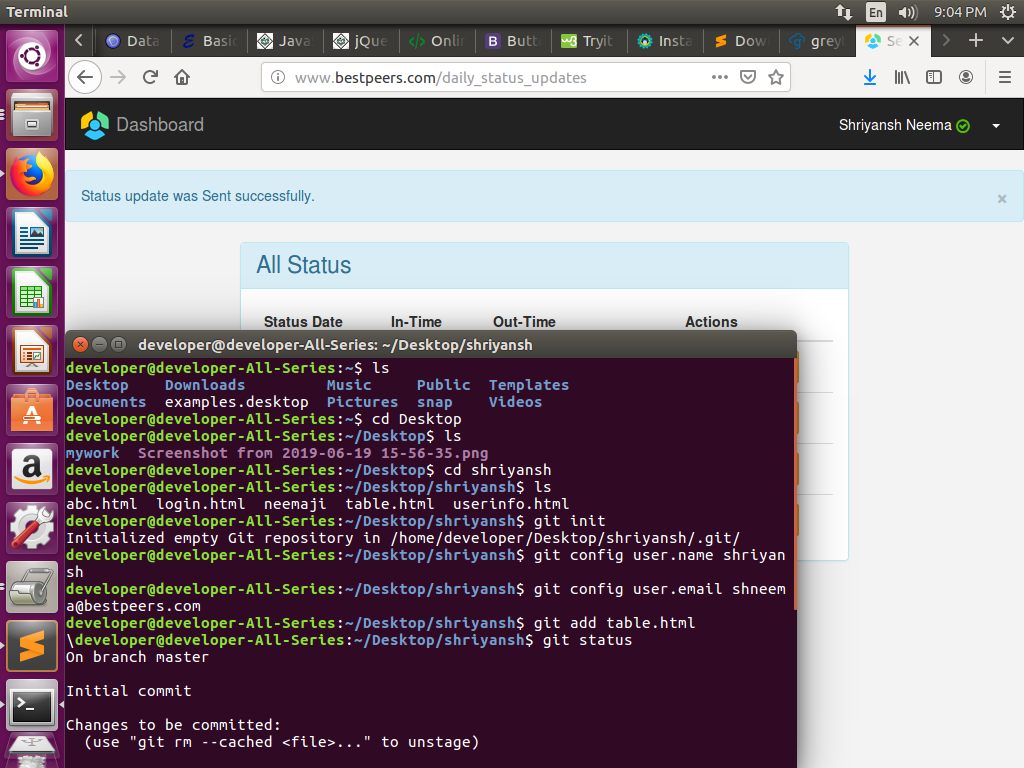 Terminal
En
9:04 PM
Data
Basi
Java
jQue
Onli
B
Butt
Tryit
Insta
Dow
grey
Se
www.bestpeers.com/daily_status_updates
Dashboard
Shriyansh Neema
Status update was Sent successfully.
×
All Status
Status Date In-Time Out-Time Actions
developer@developer-All-Series: ~/Desktop/shriyansh
developer@developer-All-Series:~$ ls
Desktop Downloads Music Public Templates
Documents examples.desktop Pictures snap Videos
developer@developer-All-Series:~$ cd Desktop
developer@developer-All-Series:~/Desktop$ ls
mywork Screenshot from 2019-06-19 15-56-35.png
developer@developer-All-Series:~/Desktop$ cd shriyansh
developer@developer-All-Series:~/Desktop/shriyansh$ ls
abc.html login.html neemaji table.html userinfo.html
developer@developer-All-Series:~/Desktop/shriyansh$ git init
Initialized empty Git repository in /home/developer/Desktop/shriyansh/.git/
developer@developer-All-Series:~/Desktop/shriyansh$ git config user.name shriyan
sh
developer@developer-All-Series:~/Desktop/shriyansh$ git config user.email shneem
a@bestpeers.com
developer@developer-All-Series:~/Desktop/shriyansh$ git add table.html
\developer@developer-All-Series:~/Desktop/shriyansh$ git status
On branch master
Initial commit
Changes to be committed:
(use "git rm --cached <file>..." to unstage)